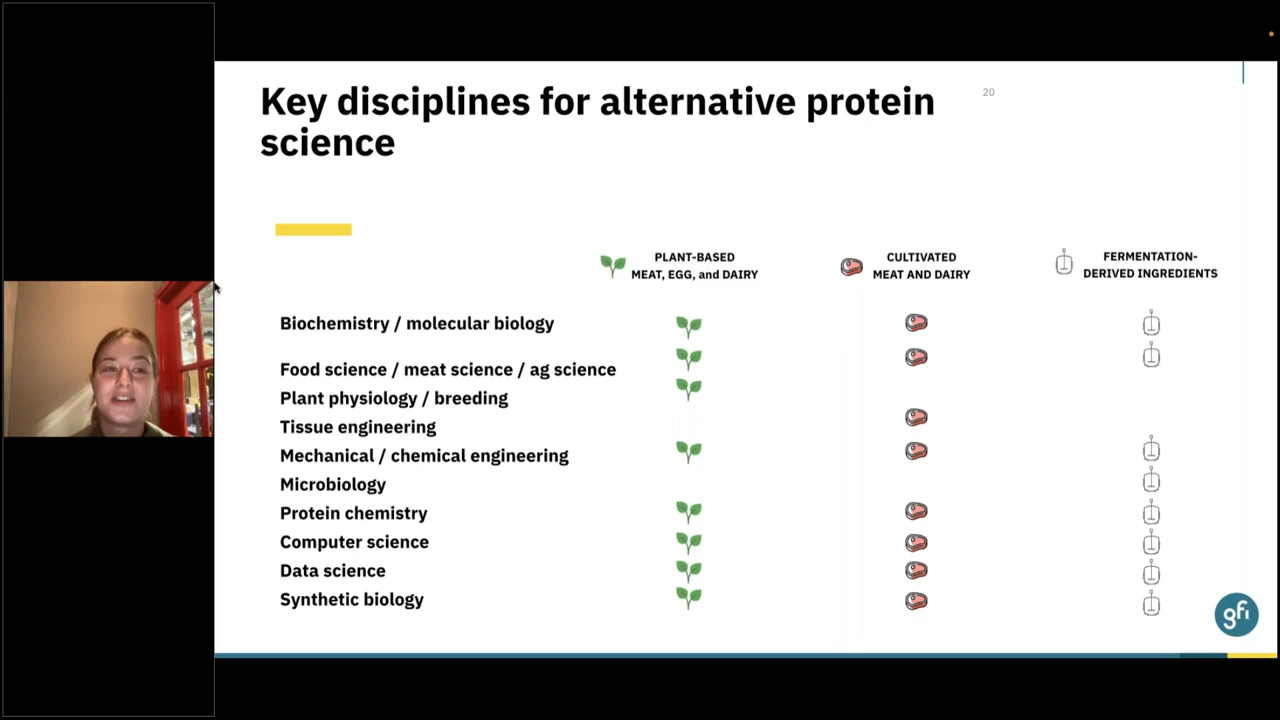 Key disciplines for alternative protein
science
20
PLANT-BASED
MEAT, EGG, and DAIRY
CULTIVATED
MEAT AND DAIRY
FERMENTATION-
DERIVED INGREDIENTS
Biochemistry / molecular biology
Food science / meat science / ag science
Plant physiology / breeding
Tissue engineering
Mechanical / chemical engineering
Microbiology
Protein chemistry
Computer science
Data science
Synthetic biology
gfi